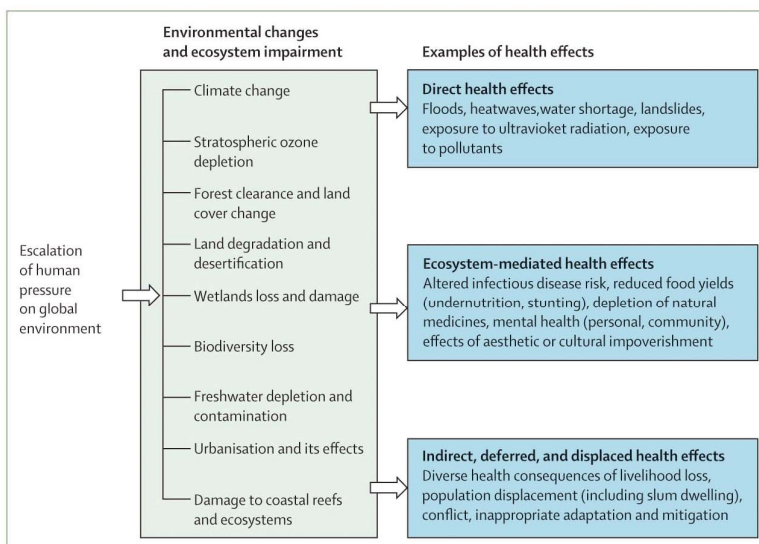 Environmental changes
and ecosystem impairment
Examples of health effects
Escalation
of human
pressure
on global
environment
Climate change
Stratospheric ozone
depletion
Forest clearance and land
cover change
Land degradation and
desertification
Wetlands loss and damage
Biodiversity loss
Freshwater depletion and
contamination
Urbanisation and its effects
Damage to coastal reefs
and ecosystems
Direct health effects
Floods, heatwaves,water shortage, landslides,
exposure to ultravioket radiation, exposure
to pollutants
Ecosystem-mediated health effects
Altered infectious disease risk, reduced food yields
(undernutrition, stunting), depletion of natural
medicines, mental health (personal, community),
effects of aesthetic or cultural impoverishment
Indirect, deferred, and displaced health effects
Diverse health consequences of livelihood loss,
population displacement (including slum dwelling),
conflict, inappropriate adaptation and mitigation